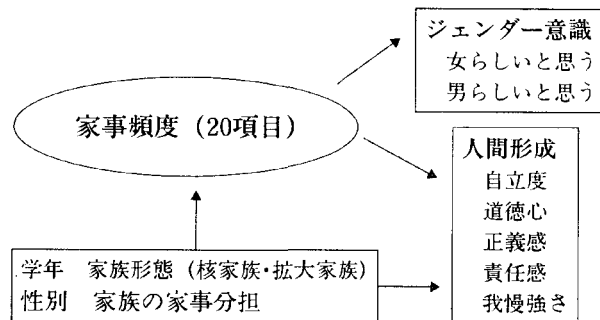 ジェンダー意識
女らしいと思う
男らしいと思う
家事頻度（20項目）
人間形成
自立度
道徳心
正義感
責任感
我慢強さ
学年　家族形態（核家族・拡大家族）
性別　家族の家事分担